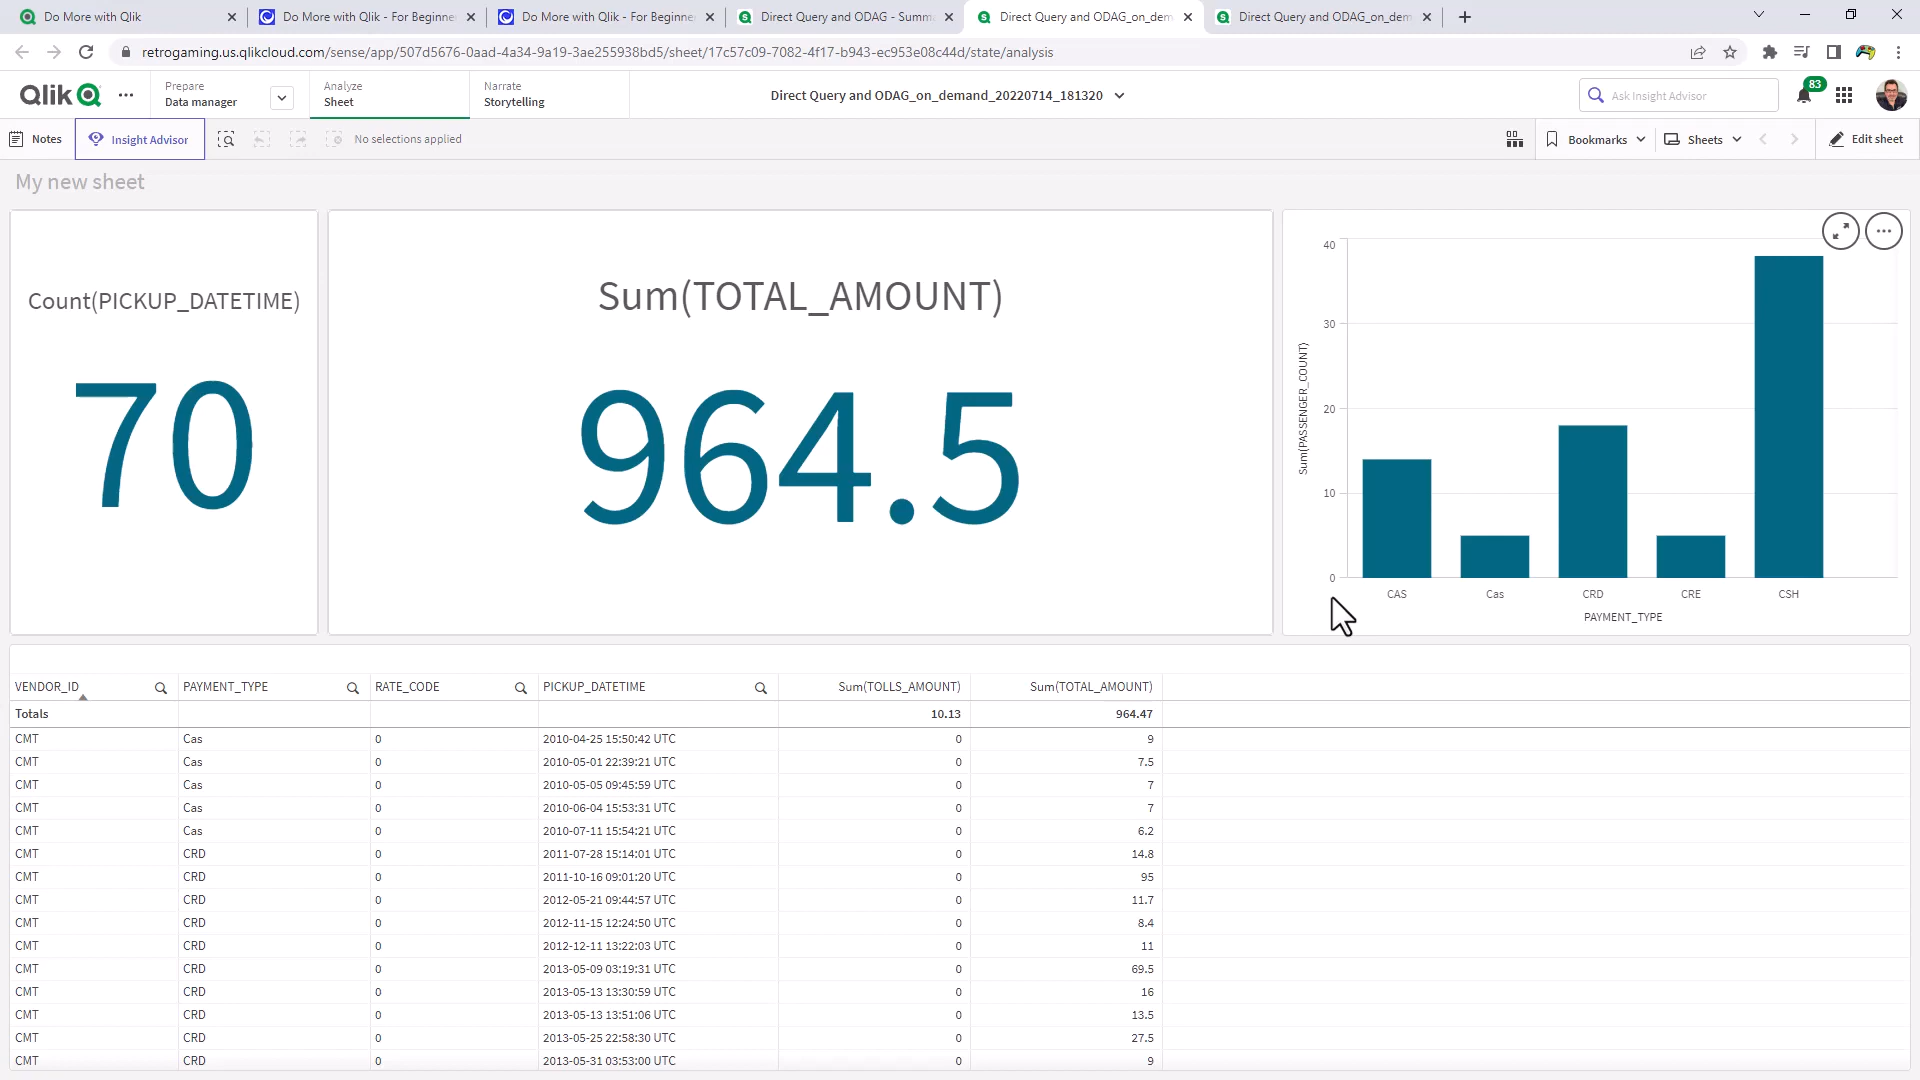 Do More with Qlik
Do More with Qlik - For Beginne
Do More with Qlik - For Beginne
Direct Query and ODAG - Summ
Direct Query and ODAG_on_dem
Direct Query and ODAG_on_dem
retrogaming.us.qlikcloud.com/sense/app/507d5676-0aad-4a34-9a19-3ae255938bd5/sheet/17c57c09-7082-4f17-b943-ec953e08c44d/state/analysis
Qlik
Prepare
Data manager
Analyze
Sheet
Narrate
Storytelling
Direct Query and ODAG_on_demand_20220714_181320
Ask Insight Advisor
83
Notes
Insight Advisor
No selections applied
Bookmarks
Sheets
Edit sheet
My new sheet
Count(PICKUP_DATETIME)
70
Sum(TOTAL_AMOUNT)
964.5
Sum(PASSENGER_COUNT)
40
30
20
10
0
CAS Cas CRD CRE CSH
PAYMENT_TYPE
VENDOR_ID PAYMENT_TYPE RATE_CODE PICKUP_DATETIME Sum(TOLLS_AMOUNT) Sum(TOTAL_AMOUNT)
Totals 10.13 964.47
CMT Cas 0 2010-04-25 15:50:42 UTC 0 9
CMT Cas 0 2010-05-01 22:39:21 UTC 0 7.5
CMT Cas 0 2010-05-05 09:45:59 UTC 0 7
CMT Cas 0 2010-06-04 15:53:31 UTC 0 7
CMT Cas 0 2010-07-11 15:54:21 UTC 0 6.2
CMT CRD 0 2011-07-28 15:14:01 UTC 0 14.8
CMT CRD 0 2011-10-16 09:01:20 UTC 0 95
CMT CRD 0 2012-05-21 09:44:57 UTC 0 11.7
CMT CRD 0 2012-11-15 12:24:50 UTC 0 8.4
CMT CRD 0 2012-12-11 13:22:03 UTC 0 11
CMT CRD 0 2013-05-09 03:19:31 UTC 0 69.5
CMT CRD 0 2013-05-13 13:30:59 UTC 0 16
CMT CRD 0 2013-05-13 13:51:06 UTC 0 13.5
CMT CRD 0 2013-05-25 22:58:30 UTC 0 27.5
CMT CRD 0 2013-05-31 03:53:00 UTC 0 9